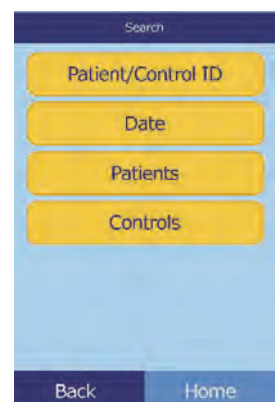 Search
Patient/Control ID
Date
Patients
Controls
Back Home